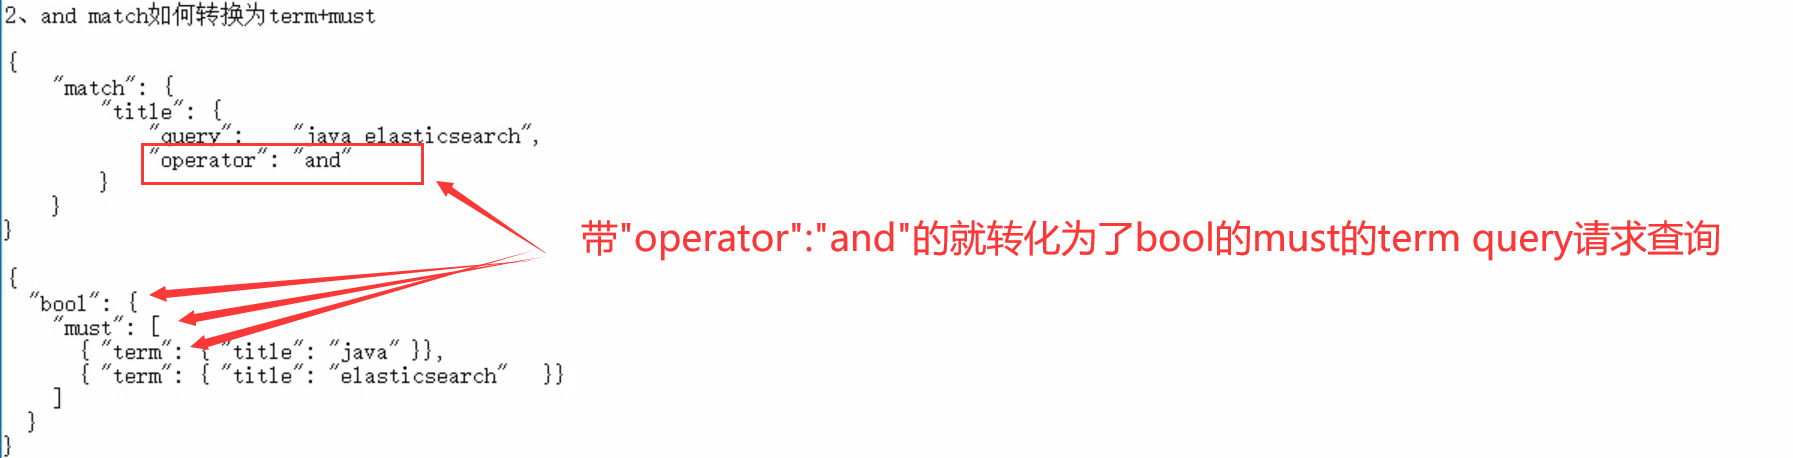 2、and match如何转换为term+must
{
"match": {
"title": {
"query": "java elasticsearch",
"operator": "and"
}
}
}
带"operator":"and"的就转化为了bool的must的term query请求查询
{
"bool": {
"must": [
{ "term": { "title": "java" }},
{ "term": { "title": "elasticsearch" }}
]
}
}